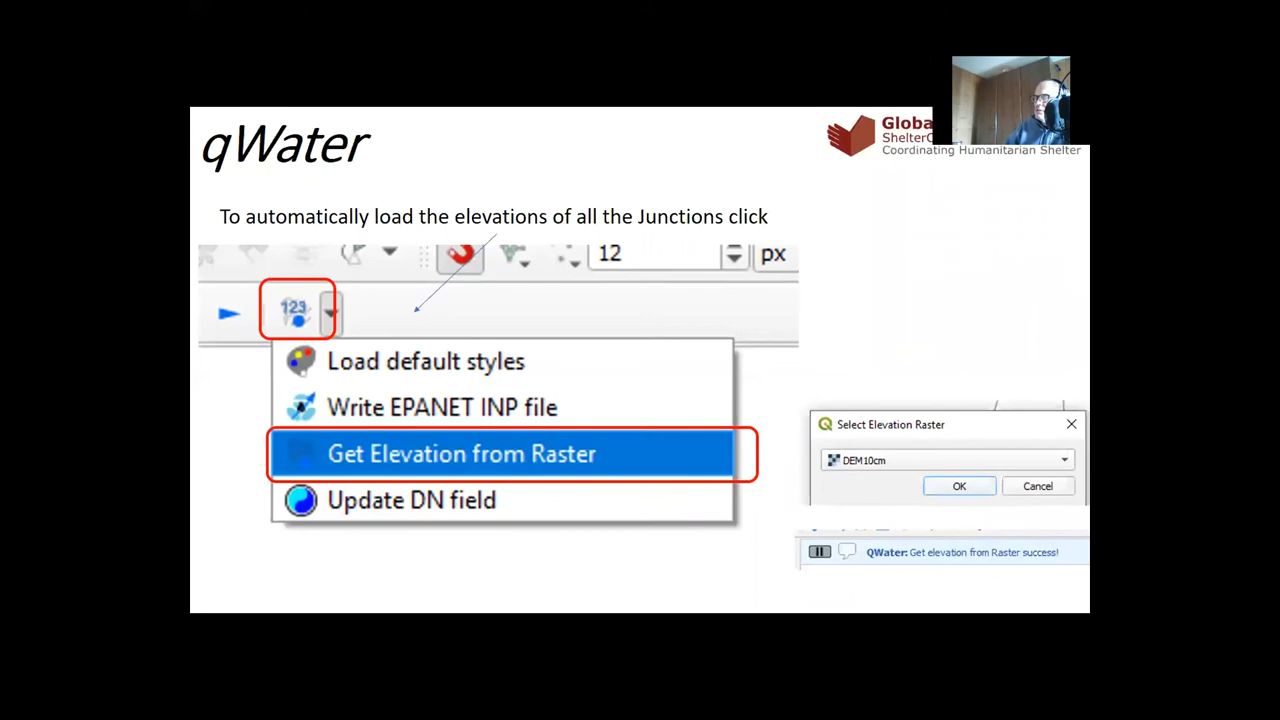 qWater
Globa
ShelterC
Coordinating Humanitarian Shelter
To automatically load the elevations of all the Junctions click
12
px
123
Load default styles
Write EPANET INP file
Get Elevation from Raster
Update DN field
Select Elevation Raster
DEM10cm
OK
Cancel
QWater: Get elevation from Raster success!